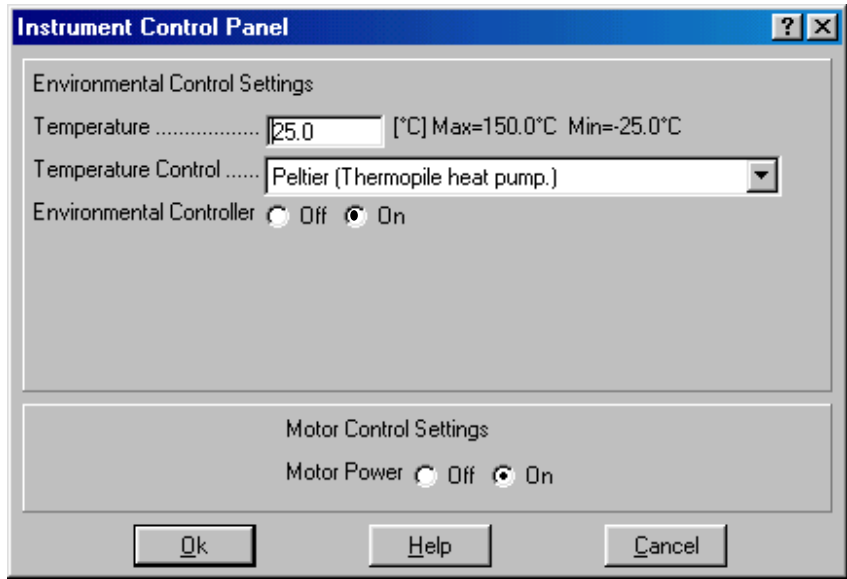 Instrument Control Panel
Environmental Control Settings
Temperature .................. 25.0 [°C] Max=150.0°C Min=-25.0°C
Temperature Control ...... Peltier (Thermopile heat pump.)
Environmental Controller Off On
Motor Control Settings
Motor Power Off On
Ok Help Cancel